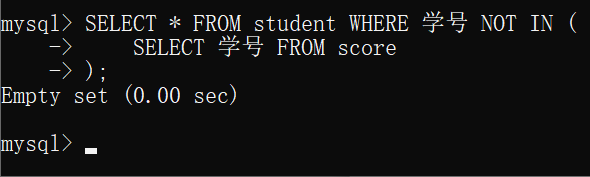 mysql> SELECT * FROM student WHERE 学号 NOT IN (
    ->     SELECT 学号 FROM score
    -> );
Empty set (0.00 sec)
mysql>